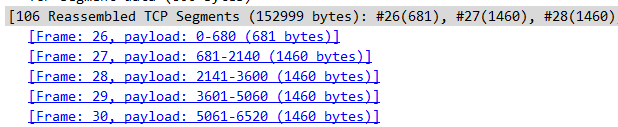 [106 Reassembled TCP Segments (152999 bytes): #26(681), #27(1460), #28(1460)
[Frame: 26, payload: 0-680 (681 bytes)]
[Frame: 27, payload: 681-2140 (1460 bytes)]
[Frame: 28, payload: 2141-3600 (1460 bytes)]
[Frame: 29, payload: 3601-5060 (1460 bytes)]
[Frame: 30, payload: 5061-6520 (1460 bytes)]